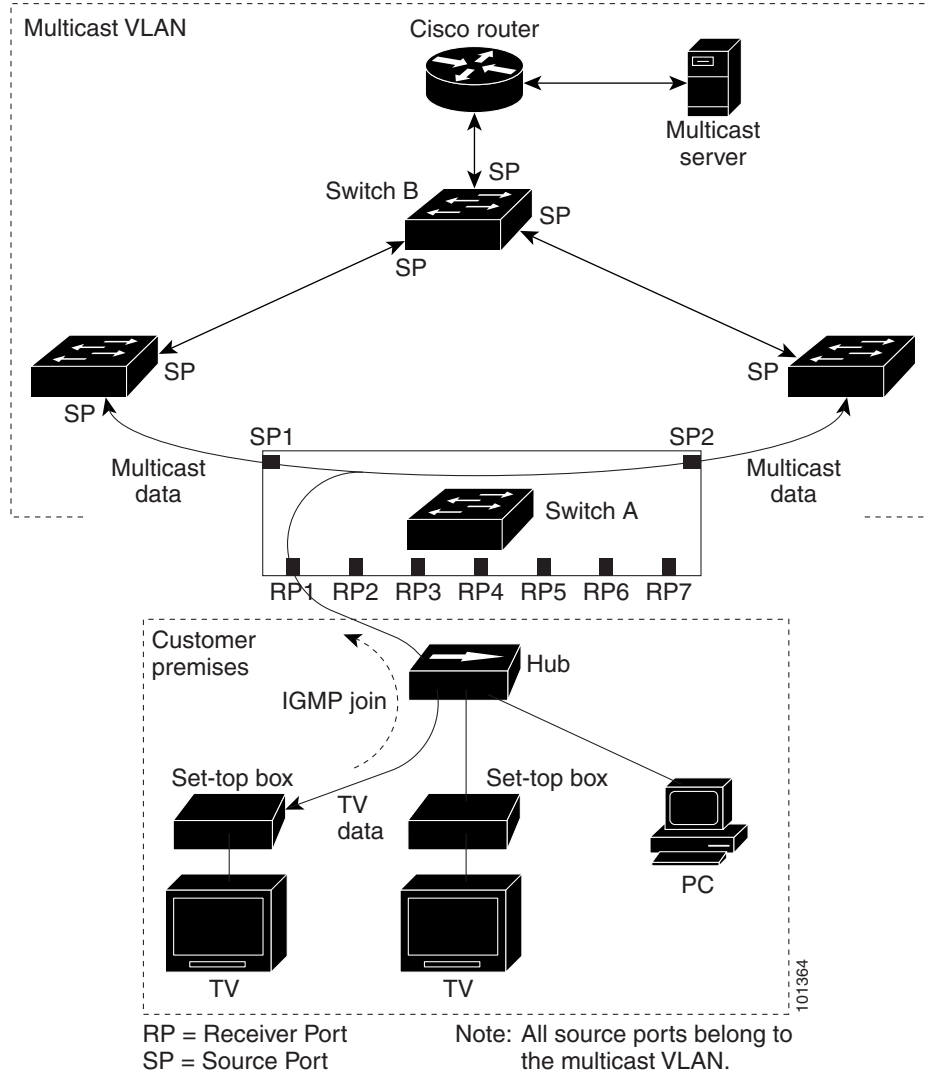 Multicast VLAN
Cisco router
Multicast
server
SP
Switch B
SP
SP
SP
SP
SP
SP1
SP2
Multicast
data
Multicast
data
Switch A
RP1
RP2
RP3
RP4
RP5
RP6
RP7
Customer
premises
Hub
IGMP join
Set-top box
Set-top box
TV
data
PC
TV
TV
101364
RP = Receiver Port
SP = Source Port
Note: All source ports belong to
the multicast VLAN.